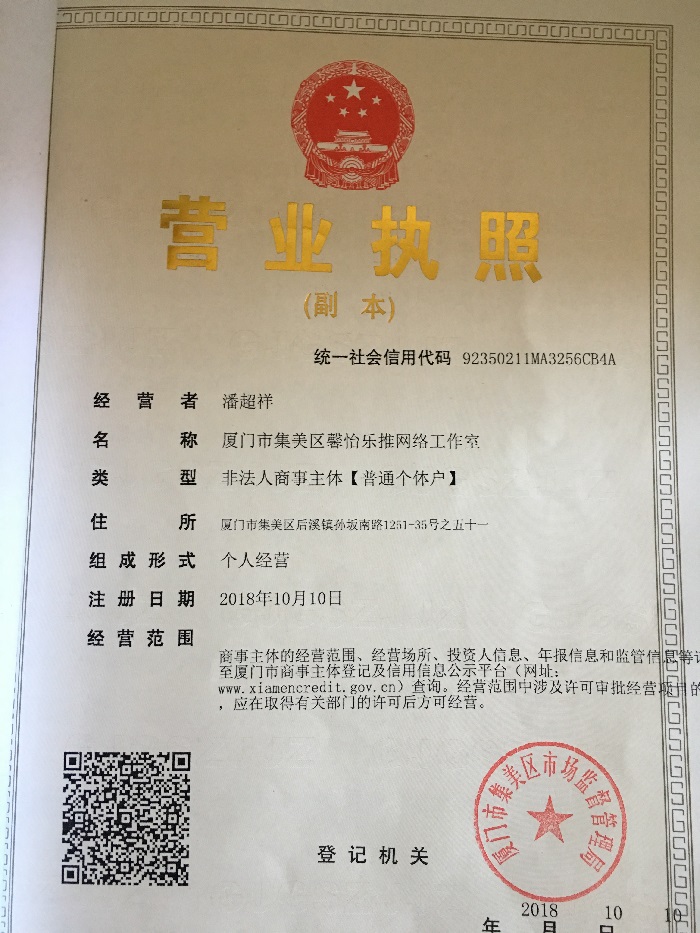 营业执照
(副 本)
统一社会信用代码 92350211MA3256CB4A
经营者 潘超祥
名称 厦门市集美区馨怡乐推网络工作室
类型 非法人商事主体【普通个体户】
住所 厦门市集美区后溪镇孙坂南路1251-35号之五十一
组成形式 个人经营
注册日期 2018年10月10日
经营范围
商事主体的经营范围、经营场所、投资人信息、年报信息和监管信息等请
至厦门市商事主体登记及信用信息公示平台（网址：
www.xiamencredit.gov.cn）查询。经营范围中涉及许可审批经营项目的
，应在取得有关部门的许可后方可经营。
厦门市集美区市场监督管理局
登记机关
2018 10 10
年 月 日